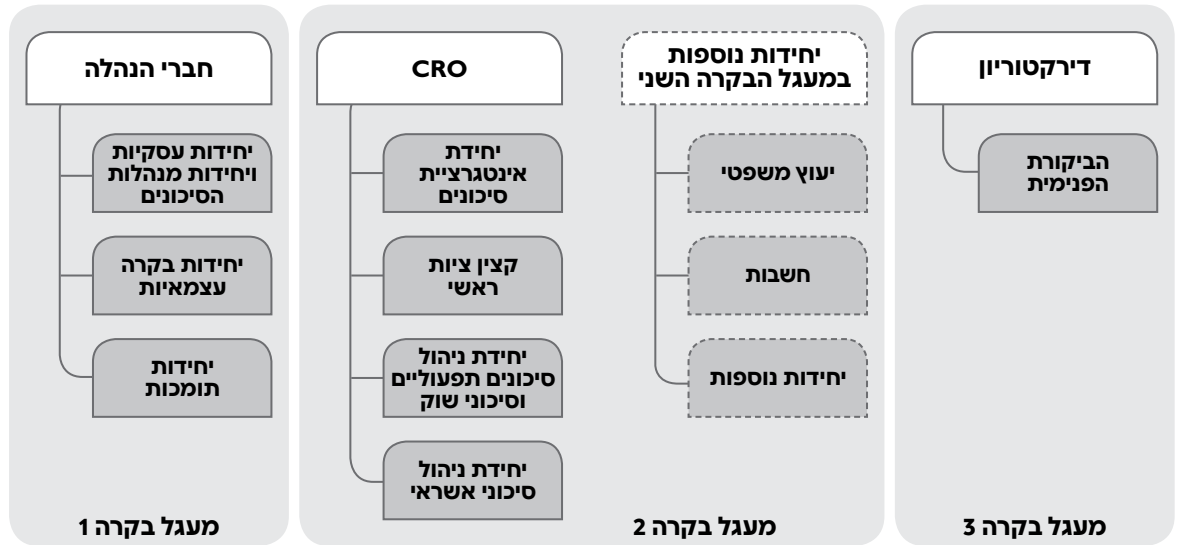 חברי הנהלה
יחידות עסקיות
ויחידות מנהלות
הסיכונים
יחידות בקרה
עצמאיות
יחידות
תומכות
מעגל בקרה 1
CRO
יחידת
אינטגרציית
סיכונים
קצין ציות
ראשי
יחידת ניהול
סיכונים תפעוליים
וסיכוני שוק
יחידת ניהול
סיכוני אשראי
יחידות נוספות
במעגל הבקרה השני
יעוץ משפטי
חשבות
יחידות נוספות
מעגל בקרה 2
דירקטוריון
הביקורת
הפנימית
מעגל בקרה 3